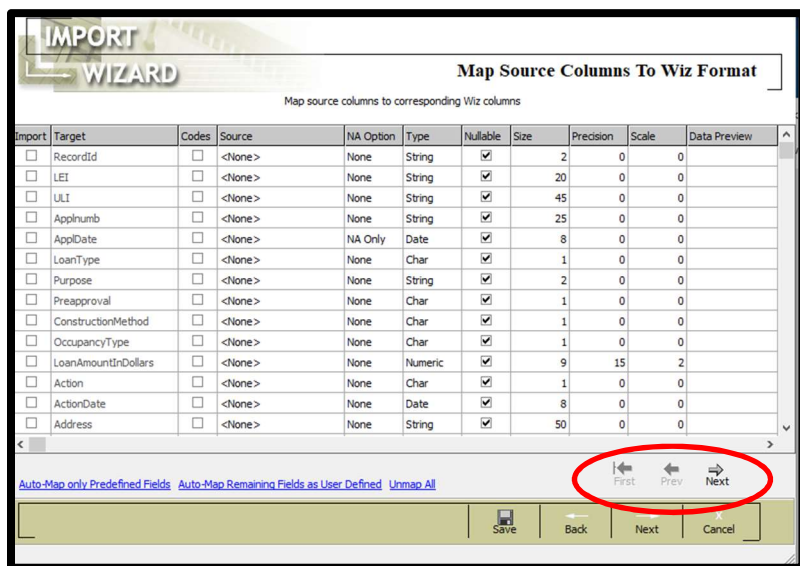 IMPORT
WIZARD
Map Source Columns To Wiz Format
Map source columns to corresponding Wiz columns
Import Target Codes Source NA Option Type Nullable Size Precision Scale Data Preview
RecordId <None> None String 2 0 0
LEI <None> None String 20 0 0
ULI <None> None String 45 0 0
Applnumb <None> None String 25 0 0
ApplDate <None> NA Only Date 8 0 0
LoanType <None> None Char 1 0 0
Purpose <None> None String 2 0 0
Preapproval <None> None Char 1 0 0
ConstructionMethod <None> None Char 1 0 0
OccupancyType <None> None Char 1 0 0
LoanAmountInDollars <None> None Numeric 9 15 2
Action <None> None Char 1 0 0
ActionDate <None> None Date 8 0 0
Address <None> None String 50 0 0
First Prev Next
Auto-Map only Predefined Fields Auto-Map Remaining Fields as User Defined Unmap All
Save Back Next Cancel